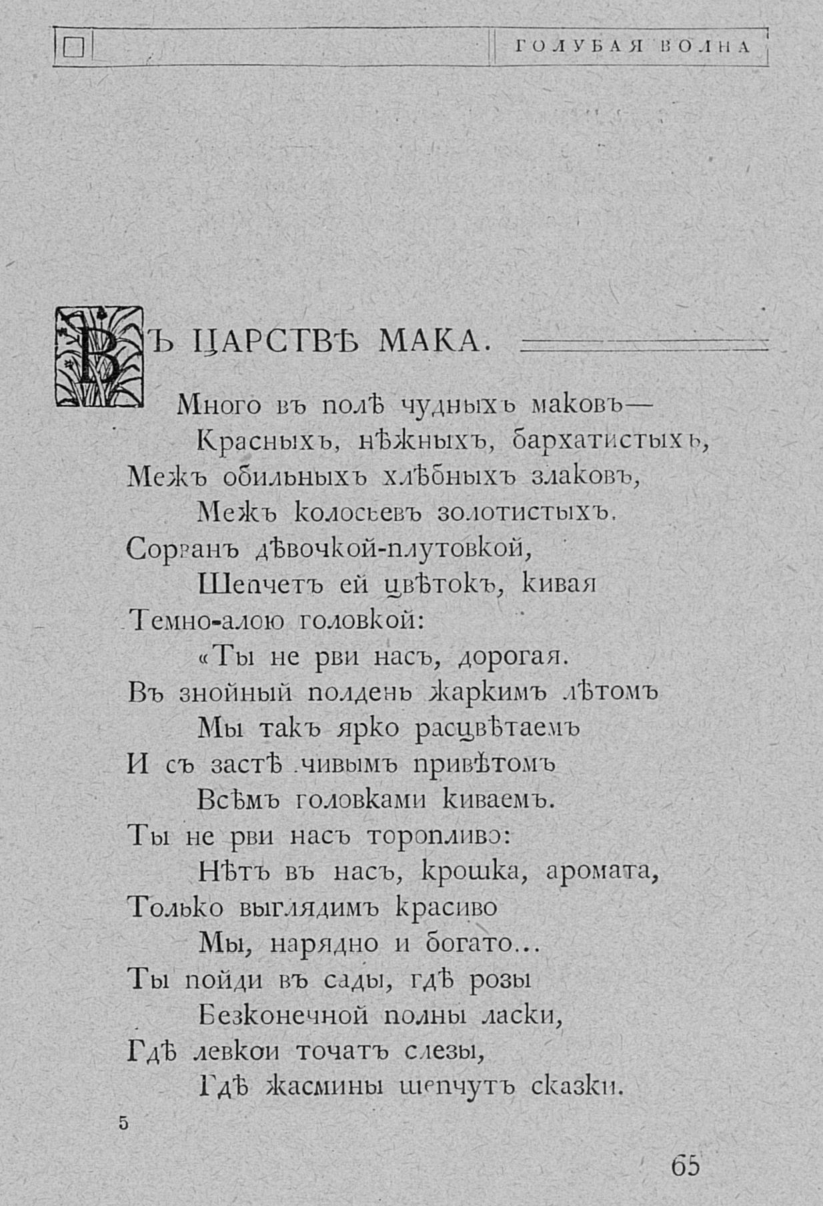 ГОЛУБАЯ ВОЛНА
ВЪ ЦАРСТВѢ МАКА.
Много въ полѣ чудныхъ маковъ—
Красныхъ, нѣжныхъ, бархатистыхъ,
Межъ обильныхъ хлѣбныхъ злаковъ,
Межъ колосьевъ золотистыхъ.
Сорванъ дѣвочкой-плутовкой,
Шепчетъ ей цвѣтокъ, кивая
Темно-алою головкой:
«Ты не рви насъ, дорогая.
Въ знойный полдень жаркимъ лѣтомъ
Мы такъ ярко расцвѣтаемъ
И съ застѣ чивымъ привѣтомъ
Всѣмъ головками киваемъ.
Ты не рви насъ торопливо:
Нѣтъ въ насъ, крошка, аромата,
Только выглядимъ красиво
Мы, нарядно и богато...
Ты пойди въ сады, гдѣ розы
Безконечной полны ласки,
Гдѣ левкои точатъ слезы,
Гдѣ жасмины шепчутъ сказки.
5
65